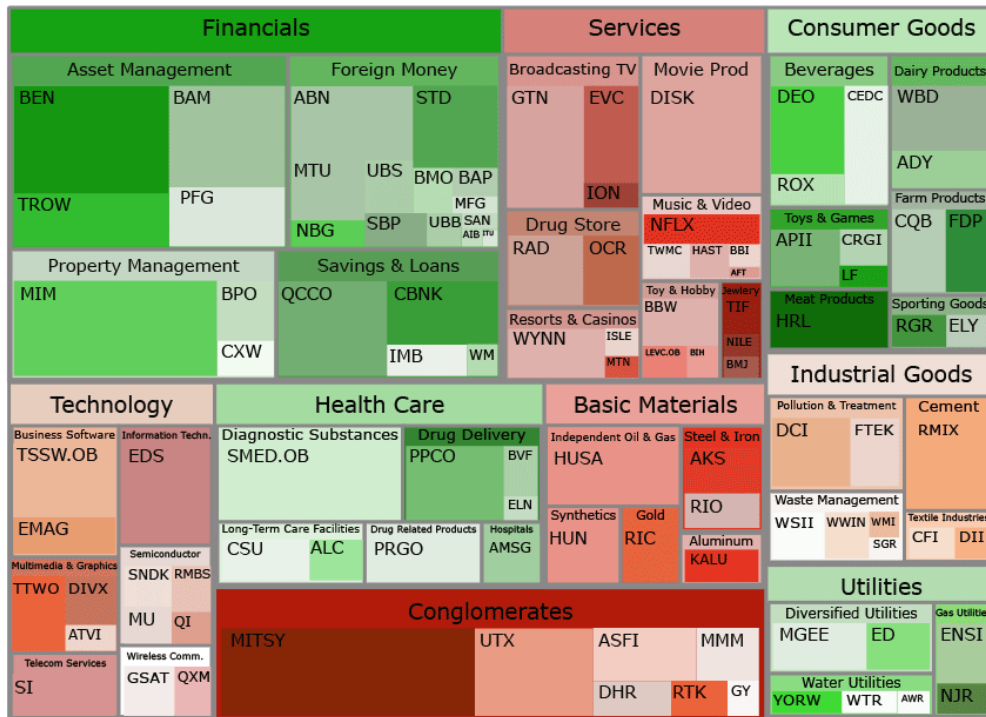 Financials
Asset Management
BEN
BAM
TROW
PFG
Foreign Money
ABN
STD
MTU
UBS
BMO
BAP
MFG
NBG
SBP
UBB
SAN
AIB
ITU
Property Management
MIM
BPO
CXW
Savings & Loans
QCCO
CBNK
IMB
WM
Services
Broadcasting TV
GTN
EVC
ION
Movie Prod
DISK
Music & Video
NFLX
TWMC
HAST
BBI
AFT
Drug Store
RAD
OCR
Toy & Hobby
BBW
LEVC.OB
BIH
Jewlery
TIF
NILE
BMJ
Resorts & Casinos
WYNN
ISLE
MTN
Consumer Goods
Beverages
DEO
CEDC
ROX
Dairy Products
WBD
ADY
Toys & Games
APII
CRGI
LF
Farm Products
CQB
FDP
Meat Products
HRL
Sporting Goods
RGR
ELY
Technology
Business Software
TSSW.OB
EMAG
Information Techn.
EDS
Multimedia & Graphics
TTWO
DIVX
ATVI
Semiconductor
SNDK
RMBS
MU
QI
Telecom Services
SI
Wireless Comm.
GSAT
QXM
Health Care
Diagnostic Substances
SMED.OB
Drug Delivery
PPCO
BVF
ELN
Long-Term Care Facilities
CSU
ALC
Drug Related Products
PRGO
Hospitals
AMSG
Basic Materials
Independent Oil & Gas
HUSA
Steel & Iron
AKS
RIO
Synthetics
HUN
Gold
RIC
Aluminum
KALU
Conglomerates
MITSY
UTX
ASFI
MMM
DHR
RTK
GY
Industrial Goods
Pollution & Treatment
DCI
FTEK
Cement
RMIX
Waste Management
WSII
WWIN
WMI
SGR
Textile Industries
CFI
DII
Utilities
Diversified Utilities
MGEE
ED
Gas Utilities
ENSI
NJR
Water Utilities
YORW
WTR
AWR